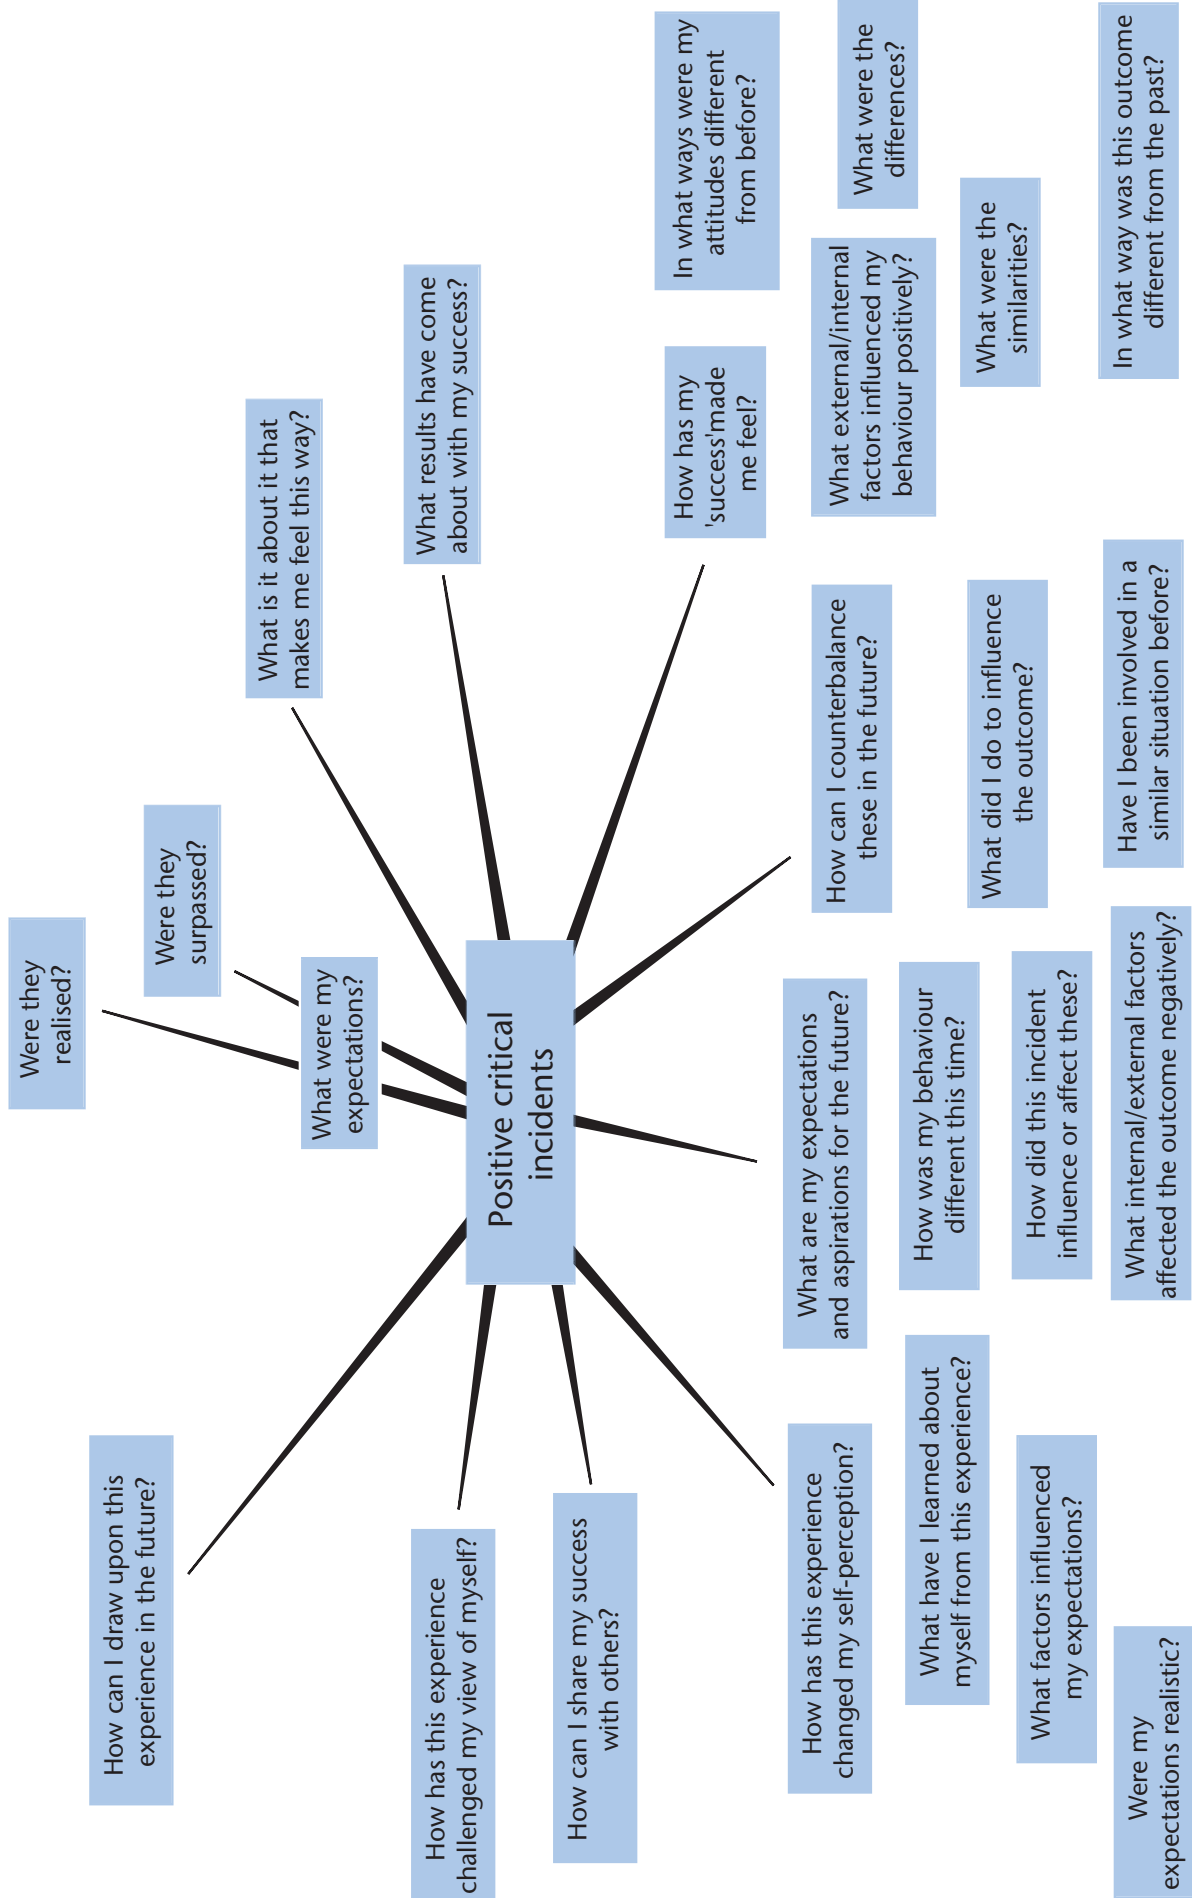 Were they
realised?
Were they
surpassed?
How can I draw upon this
experience in the future?
What is it about it that
makes me feel this way?
What were my
expectations?
What results have come
about with my success?
How has this experience
challenged my view of myself?
Positive critical
incidents
How can I share my success
with others?
In what ways were my
attitudes different
from before?
How has my
'success'made
me feel?
How has this experience
changed my self-perception?
What are my expectations
and aspirations for the future?
How can I counterbalance
these in the future?
What external/internal
factors influenced my
behaviour positively?
What were the
differences?
What have I learned about
myself from this experience?
How was my behaviour
different this time?
What did I do to influence
the outcome?
What were the
similarities?
What factors influenced
my expectations?
How did this incident
influence or affect these?
Were my
expectations realistic?
What internal/external factors
affected the outcome negatively?
Have I been involved in a
similar situation before?
In what way was this outcome
different from the past?